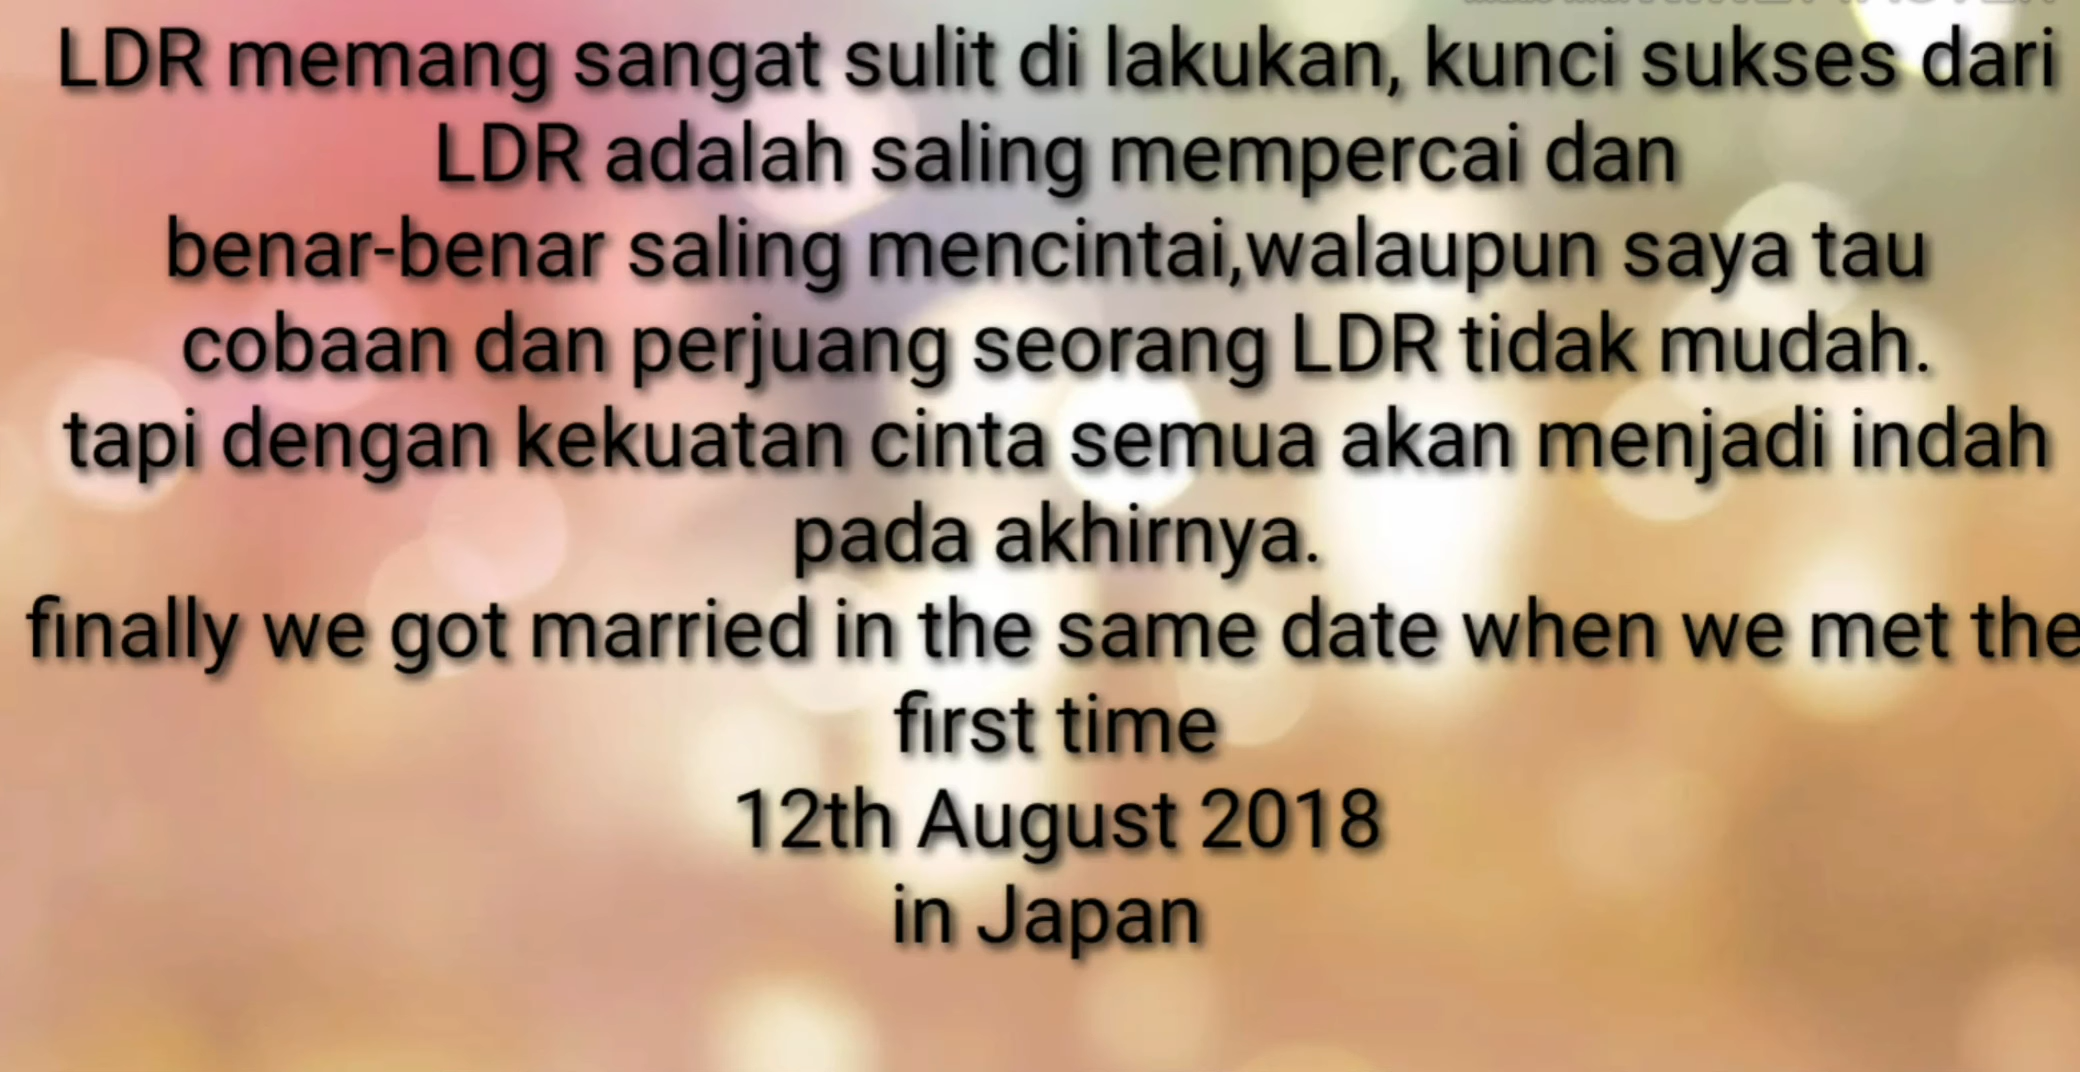 LDR memang sangat sulit di lakukan, kunci sukses dari
LDR adalah saling mempercai dan
benar-benar saling mencintai,walaupun saya tau
cobaan dan perjuang seorang LDR tidak mudah.
tapi dengan kekuatan cinta semua akan menjadi indah
pada akhirnya.
finally we got married in the same date when we met the
first time
12th August 2018
in Japan